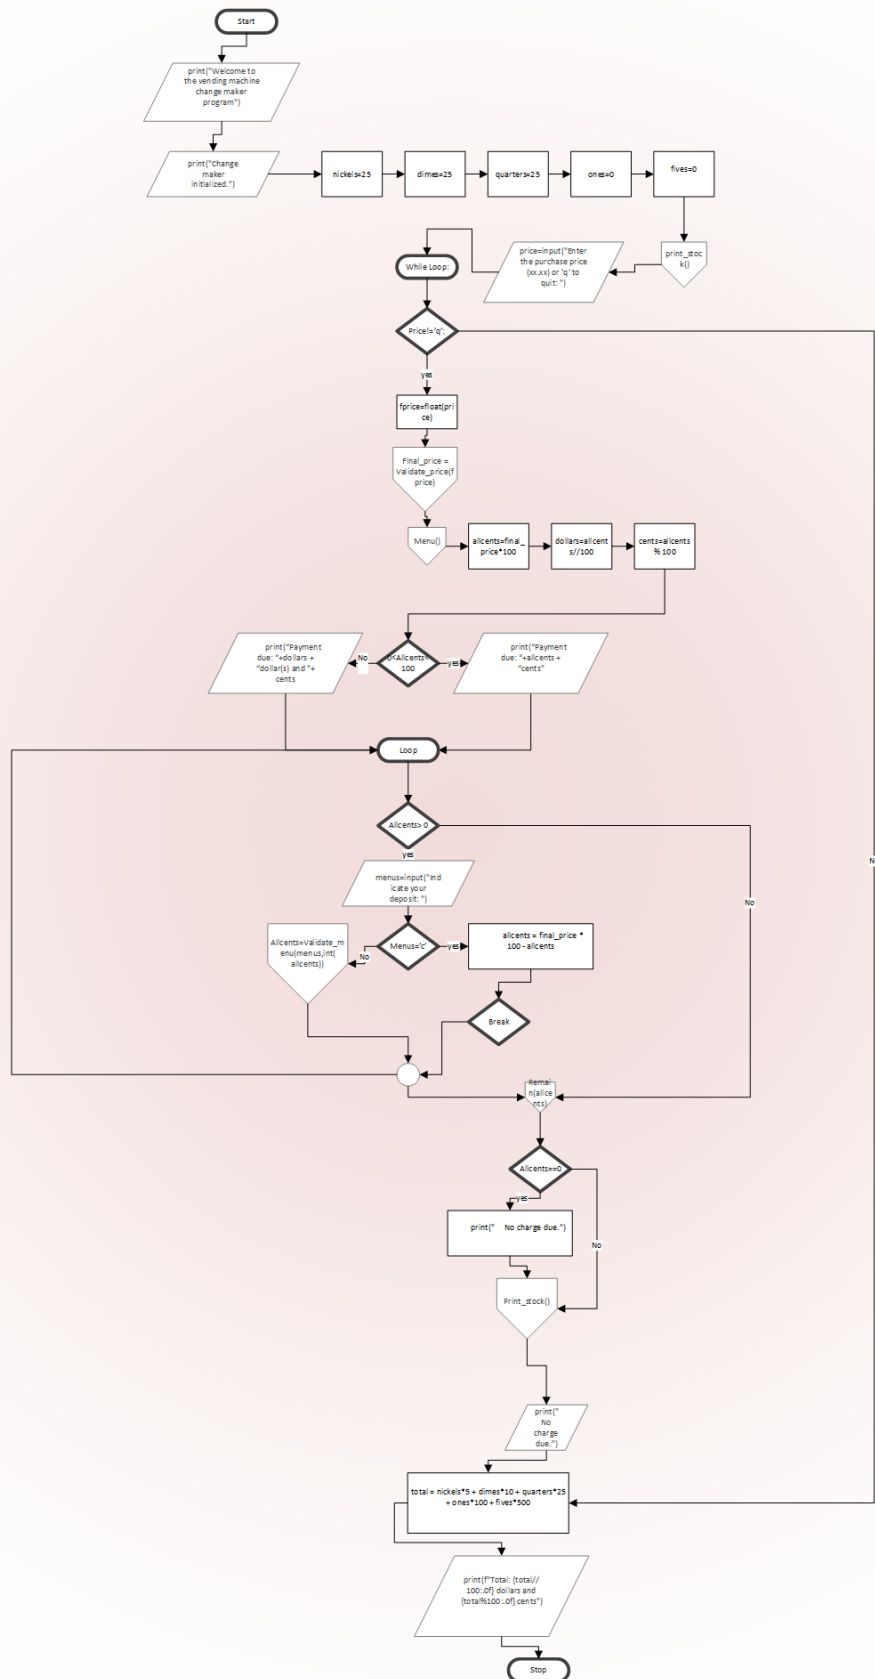 Start
print("Welcome to
the vending machine
change maker
program")
print("Change
maker
initialized.")
nickels=25
dimes=25
quarters=25
ones=0
fives=0
print_stoc
k()
price=input("Enter
the purchase price
(xx.xx) or 'q' to
quit: ")
While Loop:
Price!='q':
yes
fprice=float(pri
ce)
Final_price =
Validate_price(f
price)
Menu()
allcents=final_
price*100
dollars=allcent
s//100
cents=allcents
% 100
print("Payment
due: "+dollars +
"dollar(s) and "+
cents
No
0<Allcents<
100
yes
print("Payment
due: "+allcents +
"cents"
Loop
Allcents>0
yes
No
N
menus=input("Ind
icate your
deposit: ")
Allcents=Validate_m
enu(menus,int(
allcents))
No
Menus='c'
yes
allcents = final_price *
100 - allcents
Break
Remai
n(allce
nts)
Allcents==0
yes
No
print(" No charge due.")
Print_stock()
print("
No
charge
due.")
total = nickels*5 + dimes*10 + quarters*25
+ ones*100 + fives*500
print(f"Total: {total//
100:.0f} dollars and
{total%100:.0f} cents")
Stop